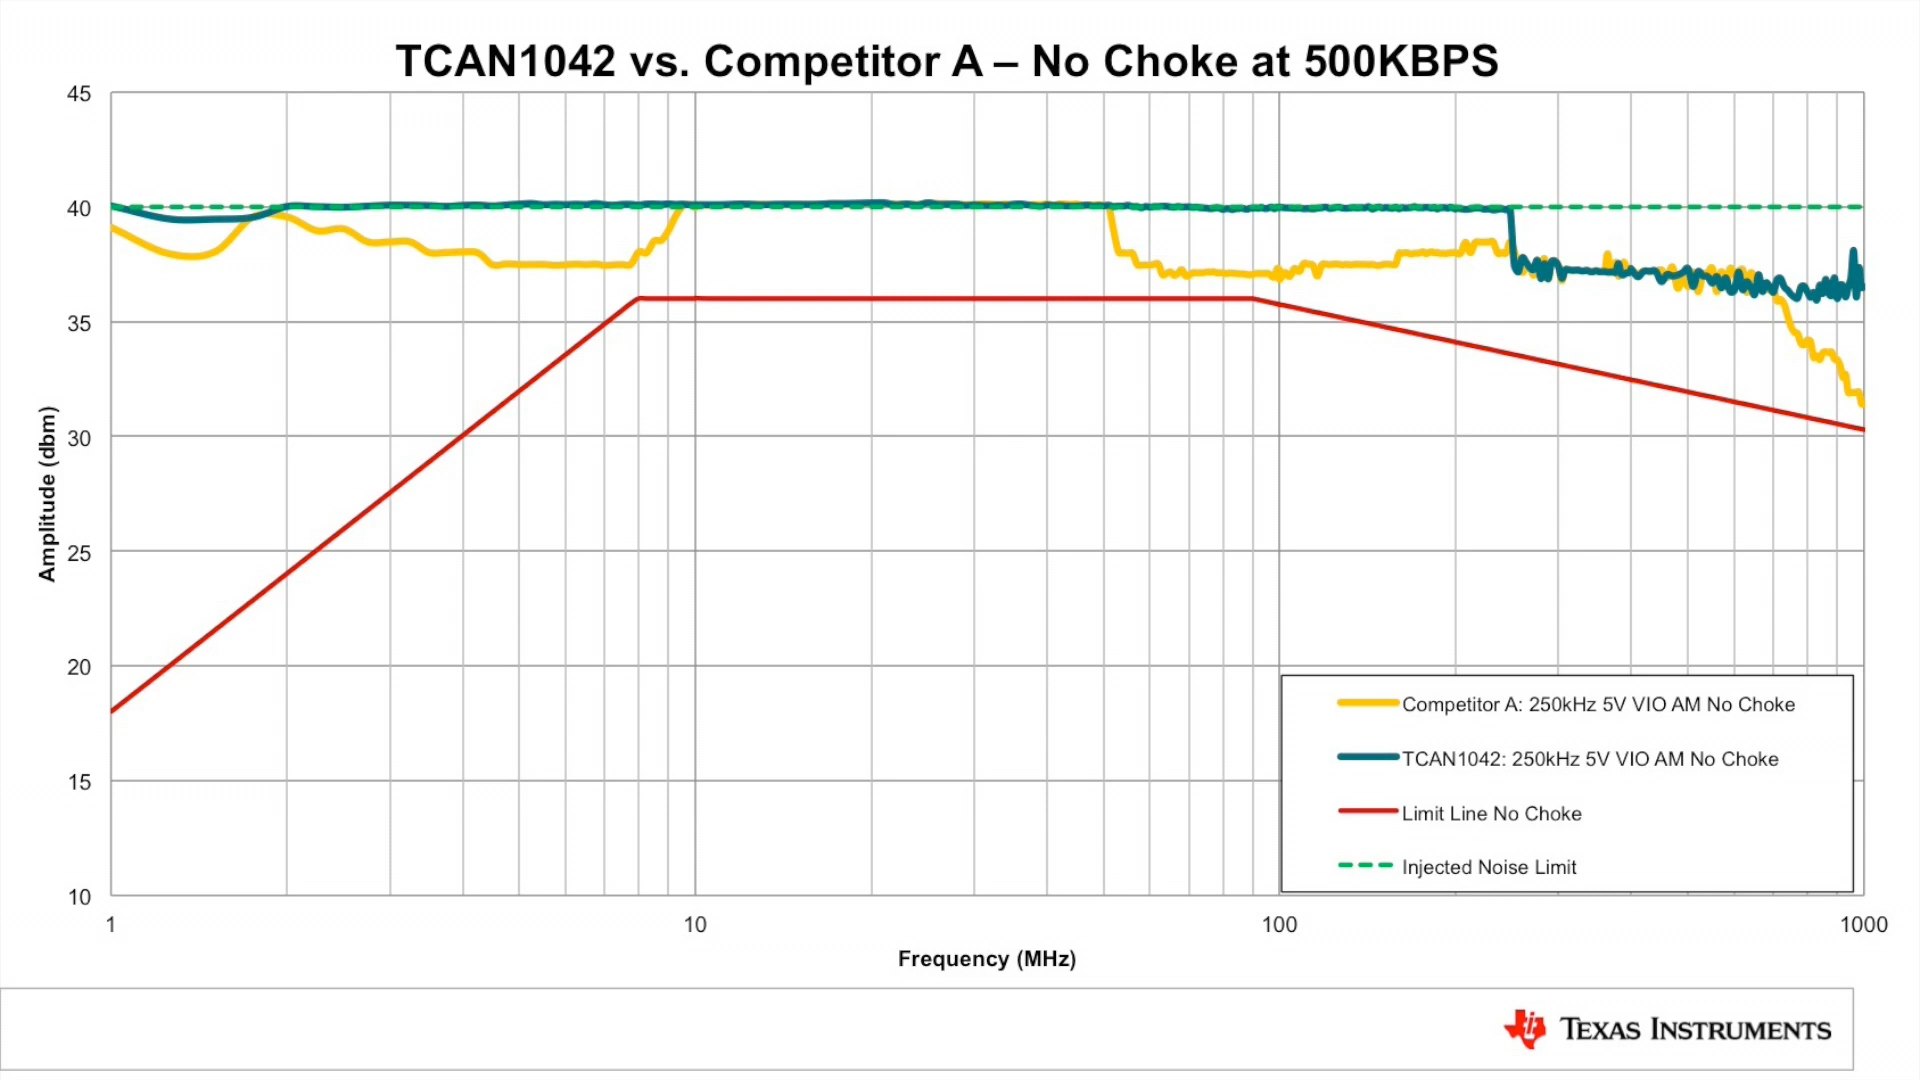 TCAN1042 vs. Competitor A – No Choke at 500KBPS
45
40
35
30
25
20
15
10
Amplitude (dbm)
1
10
100
1000
Frequency (MHz)
Competitor A: 250kHz 5V VIO AM No Choke
TCAN1042: 250kHz 5V VIO AM No Choke
Limit Line No Choke
Injected Noise Limit
TEXAS INSTRUMENTS